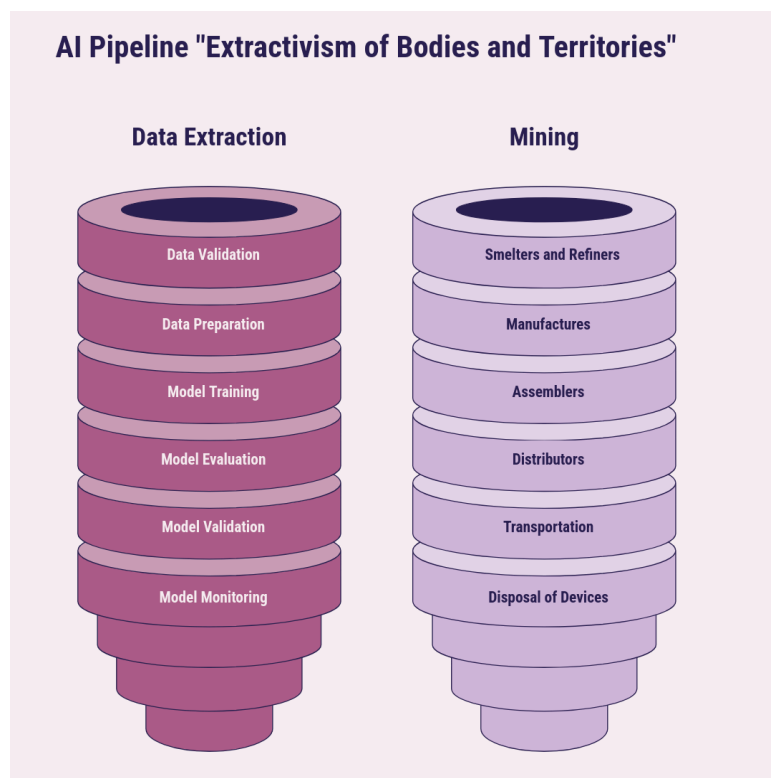 AI Pipeline "Extractivism of Bodies and Territories"
Data Extraction
Data Validation
Data Preparation
Model Training
Model Evaluation
Model Validation
Model Monitoring
Mining
Smelters and Refiners
Manufactures
Assemblers
Distributors
Transportation
Disposal of Devices